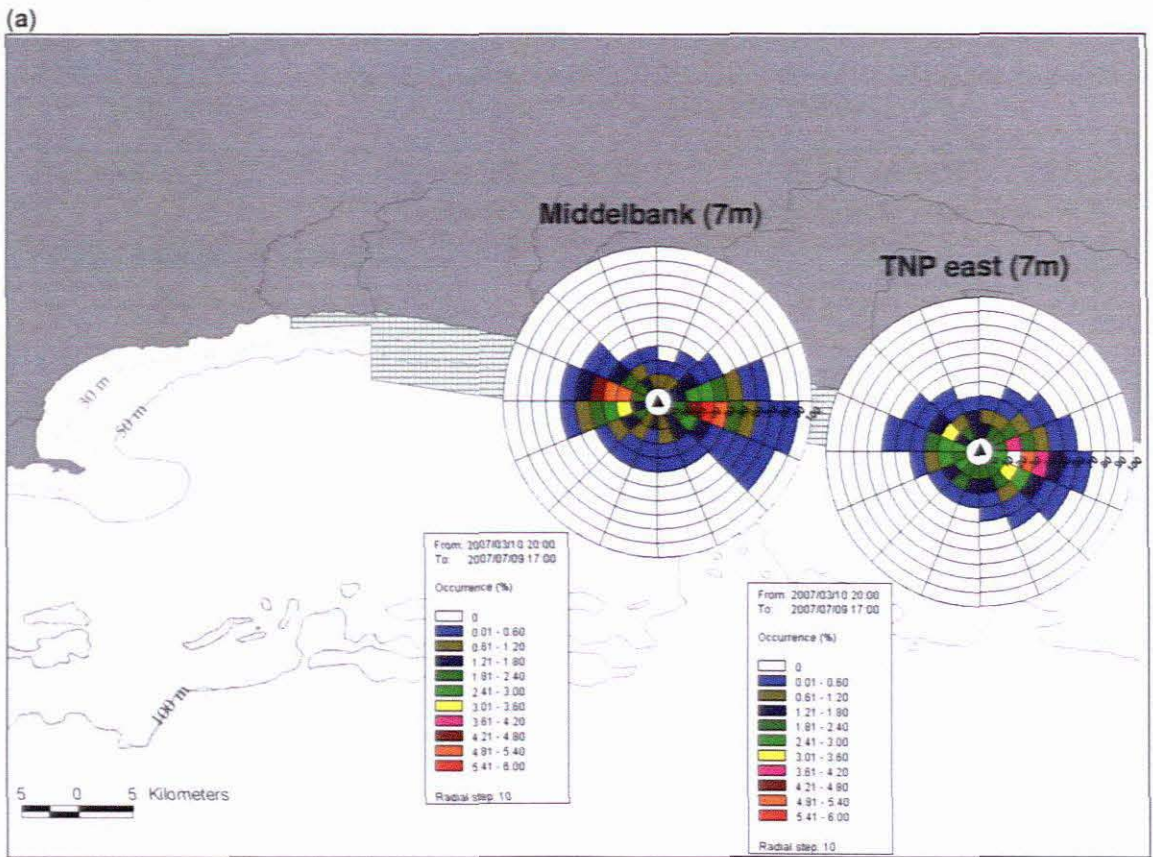 (a)
Middelbank (7m)
TNP east (7m)
30 m
50 m
100 m
From: 2007/03/10 20:00
To: 2007/07/09 17:00
Occurrence (%)
0
0.01 - 0.60
0.61 - 1.20
1.21 - 1.80
1.81 - 2.40
2.41 - 3.00
3.01 - 3.60
3.61 - 4.20
4.21 - 4.80
4.81 - 5.40
5.41 - 6.00
Radial step: 10
From: 2007/03/10 20:00
To: 2007/07/09 17:00
Occurrence (%)
0
0.01 - 0.60
0.61 - 1.20
1.21 - 1.80
1.81 - 2.40
2.41 - 3.00
3.01 - 3.60
3.61 - 4.20
4.21 - 4.80
4.81 - 5.40
5.41 - 6.00
Radial step: 10
5 0 5 Kilometers